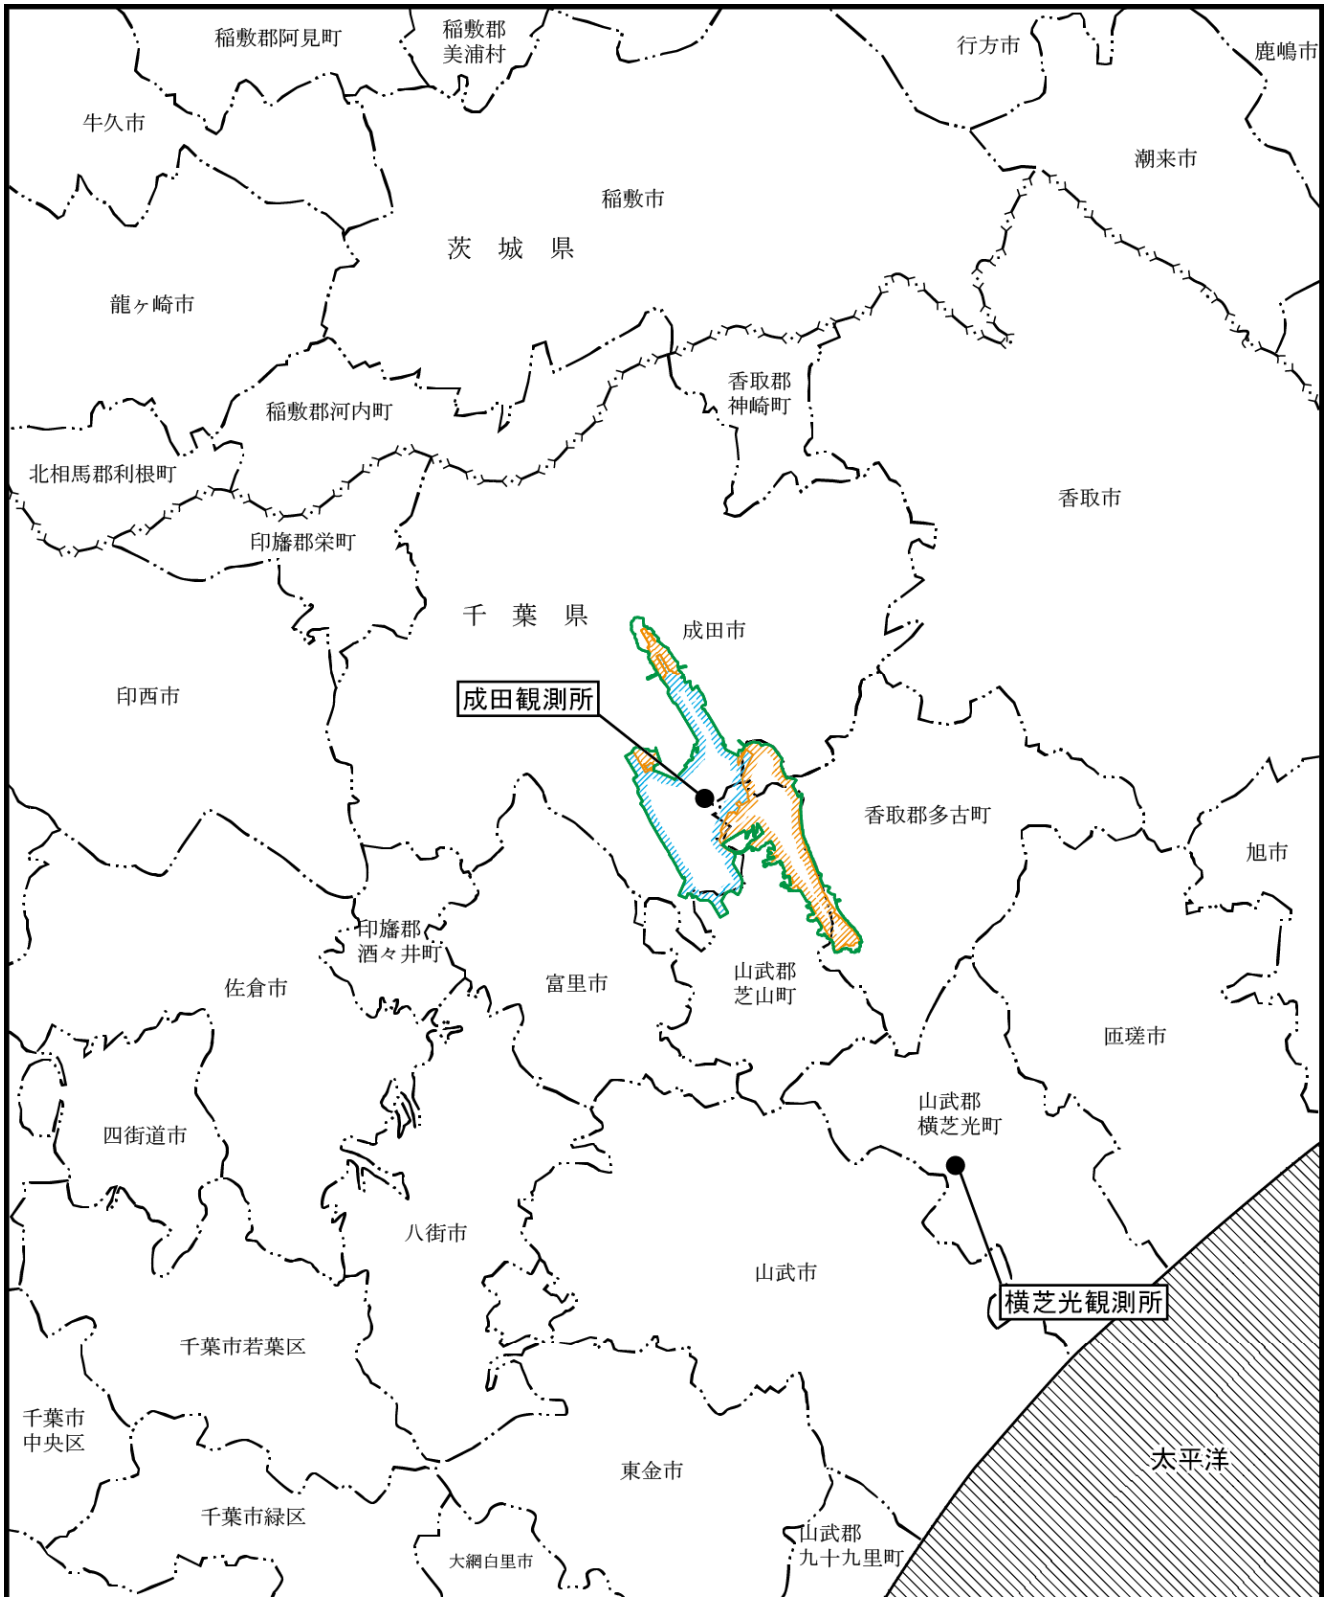 稲敷郡阿見町
稲敷郡
美浦村
行方市
鹿嶋市
牛久市
潮来市
稲敷市
茨城県
龍ヶ崎市
香取郡
神崎町
稲敷郡河内町
北相馬郡利根町
香取市
印旛郡栄町
千葉県
成田市
印西市
成田観測所
香取郡多古町
旭市
印旛郡
酒々井町
山武郡
芝山町
富里市
佐倉市
匝瑳市
山武郡
横芝光町
四街道市
八街市
山武市
横芝光観測所
千葉市若葉区
千葉市
中央区
太平洋
東金市
千葉市緑区
山武郡
九十九里町
大網白里市